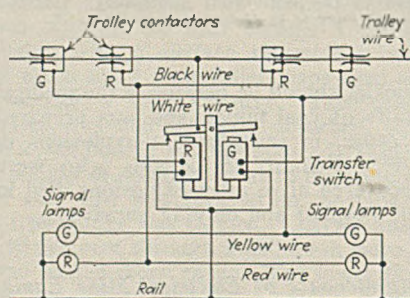 Trolley contactors
Trolley
wire
G
R
Black wire
R
G
White wire
R
G
Transfer
switch
Signal
lamps
Signal lamps
G
Yellow wire
G
R
Red wire
R
Rail